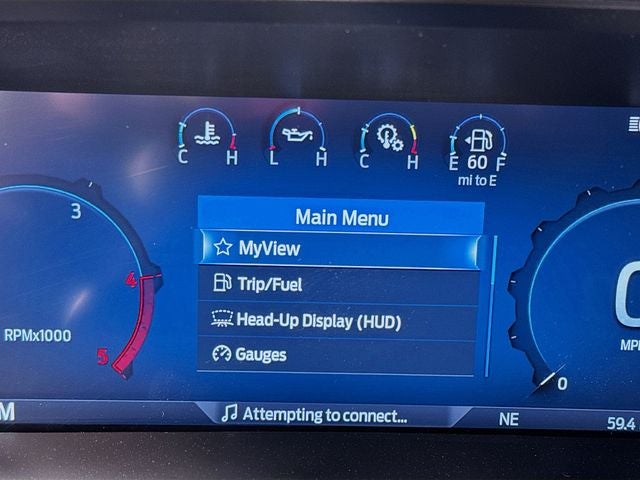 C H
L H
C H
E 60 F
mi to E
3
4
5
RPMx1000
Main Menu
MyView
Trip/Fuel
Head-Up Display (HUD)
Gauges
0
0
Attempting to connect...
NE
59.4